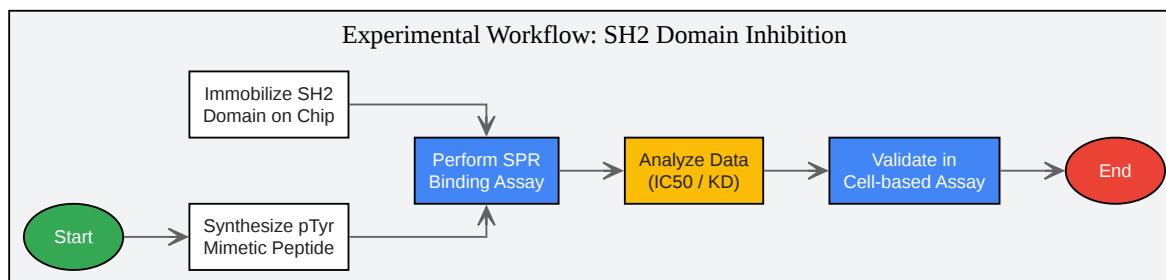 Experimental Workflow: SH2 Domain Inhibition
Immobilize SH2
Domain on Chip
Perform SPR
Binding Assay
Analyze Data
(IC50 / KD)
Validate in
Cell-based Assay
End
Start
Synthesize pTyr
Mimetic Peptide